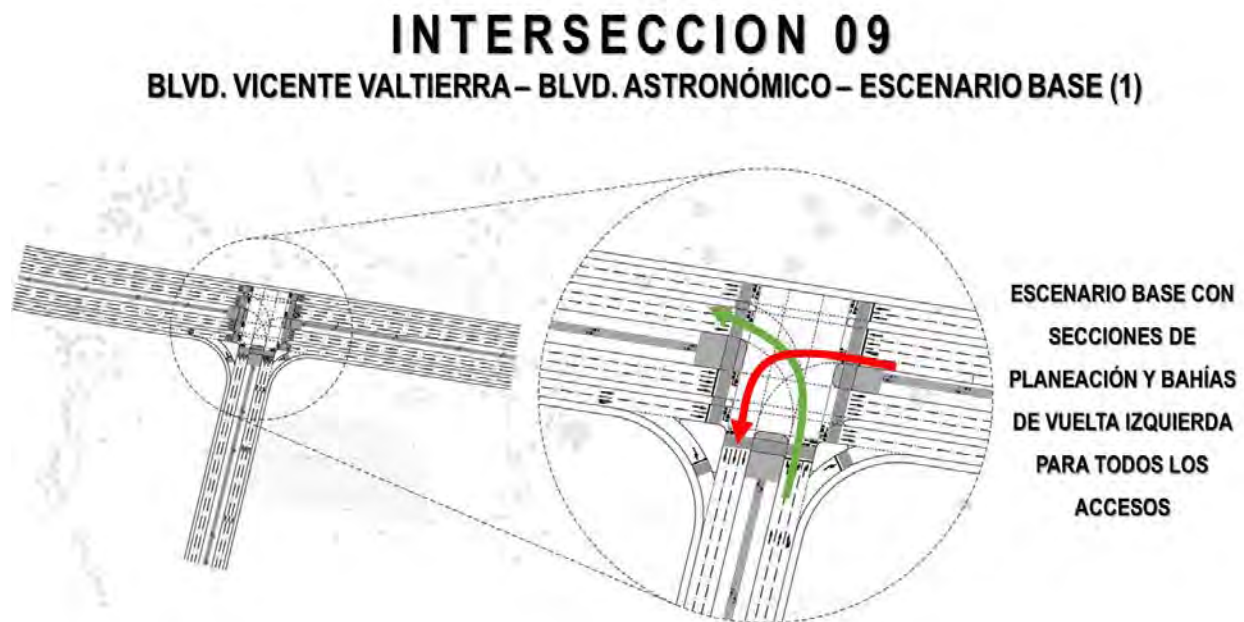 INTERSECCION 09
BLVD. VICENTE VALTIERRA – BLVD. ASTRONÓMICO – ESCENARIO BASE (1)
ESCENARIO BASE CON
SECCIONES DE
PLANEACIÓN Y BAHÍAS
DE VUELTA IZQUIERDA
PARA TODOS LOS
ACCESOS